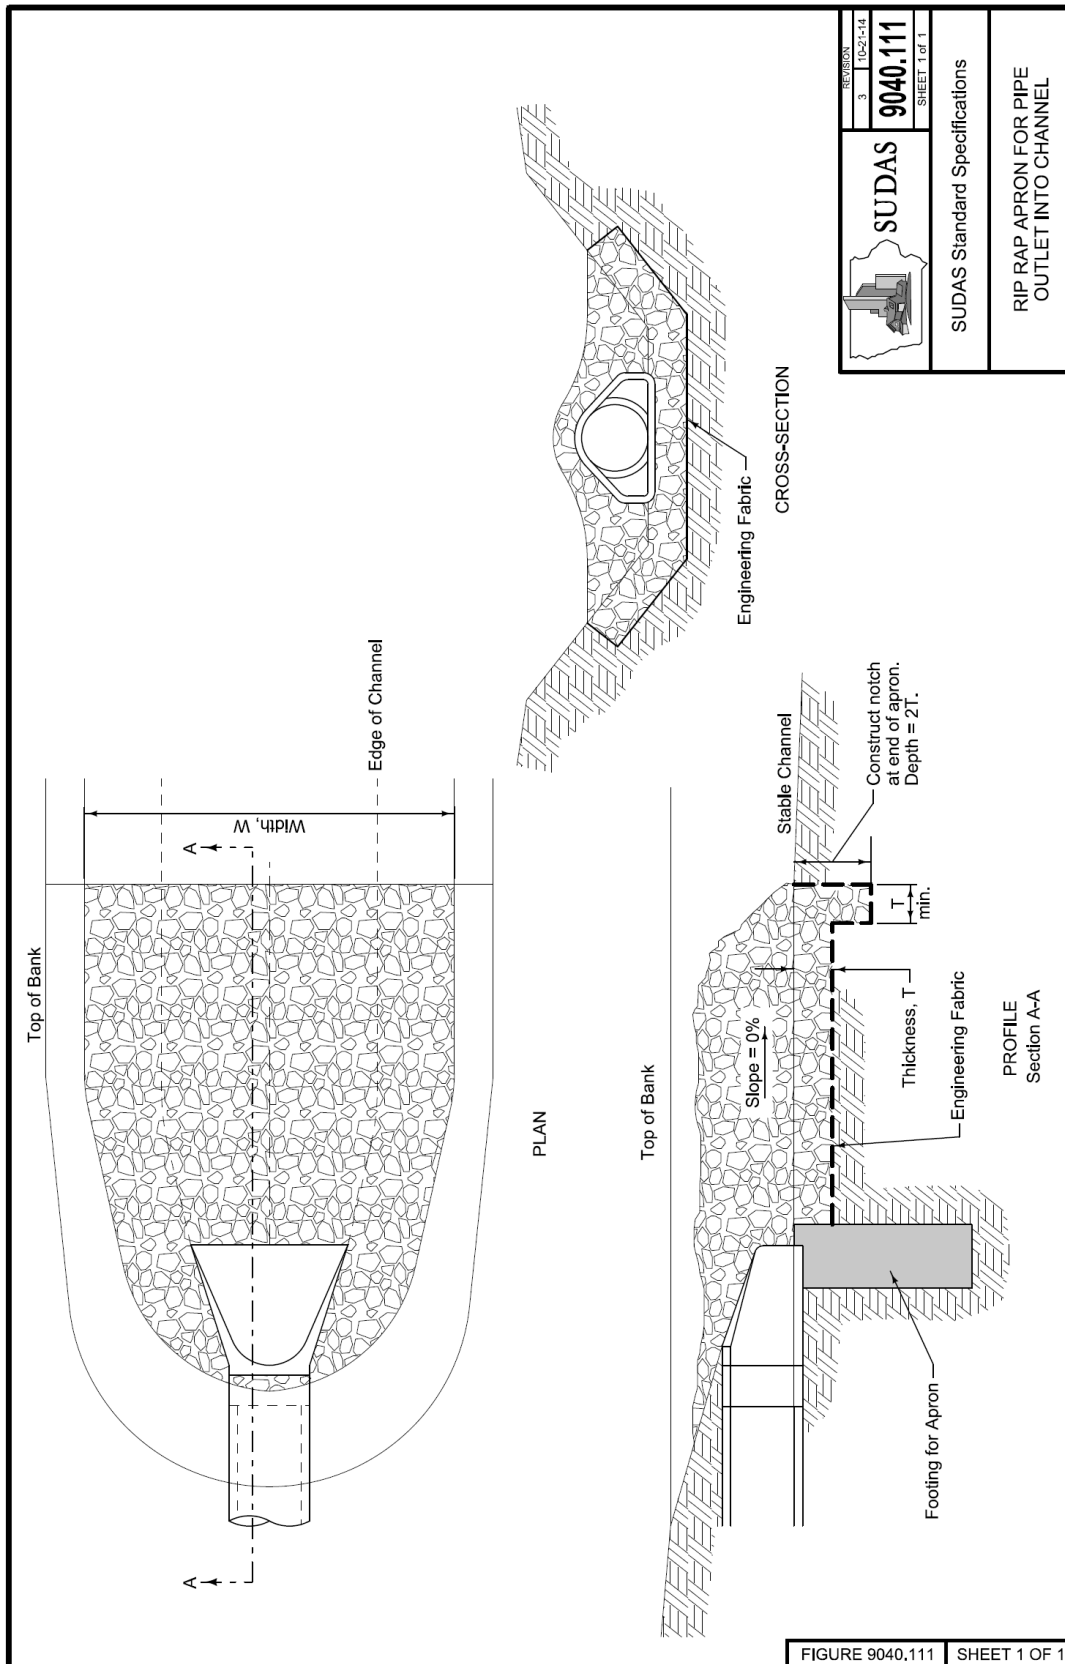 Top of Bank
Width, W
A
A
Edge of Channel
PLAN
Engineering Fabric
CROSS-SECTION
Top of Bank
Stable Channel
Slope = 0%
Construct notch
at end of apron.
Depth = 2T.
T
min.
Thickness, T
Engineering Fabric
Footing for Apron
PROFILE
Section A-A
SUDAS
REVISION
3 10-21-14
9040.111
SHEET 1 of 1
SUDAS Standard Specifications
RIP RAP APRON FOR PIPE
OUTLET INTO CHANNEL
FIGURE 9040.111 SHEET 1 OF 1